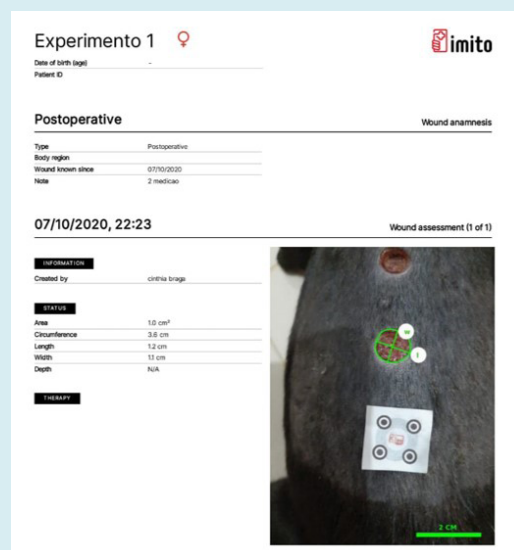 Experimento 1
imito
Date of birth (age) -
Patient ID
Postoperative
Wound anamnesis
Type Postoperative
Body region
Wound known since 07/10/2020
Note 2 medicao
07/10/2020, 22:23
Wound assessment (1 of 1)
INFORMATION
Created by cinthia braga
STATUS
Area 1.0 cm²
Circumference 3.6 cm
Length 1.2 cm
Width 1.1 cm
Depth N/A
THERAPY
W
2 CM